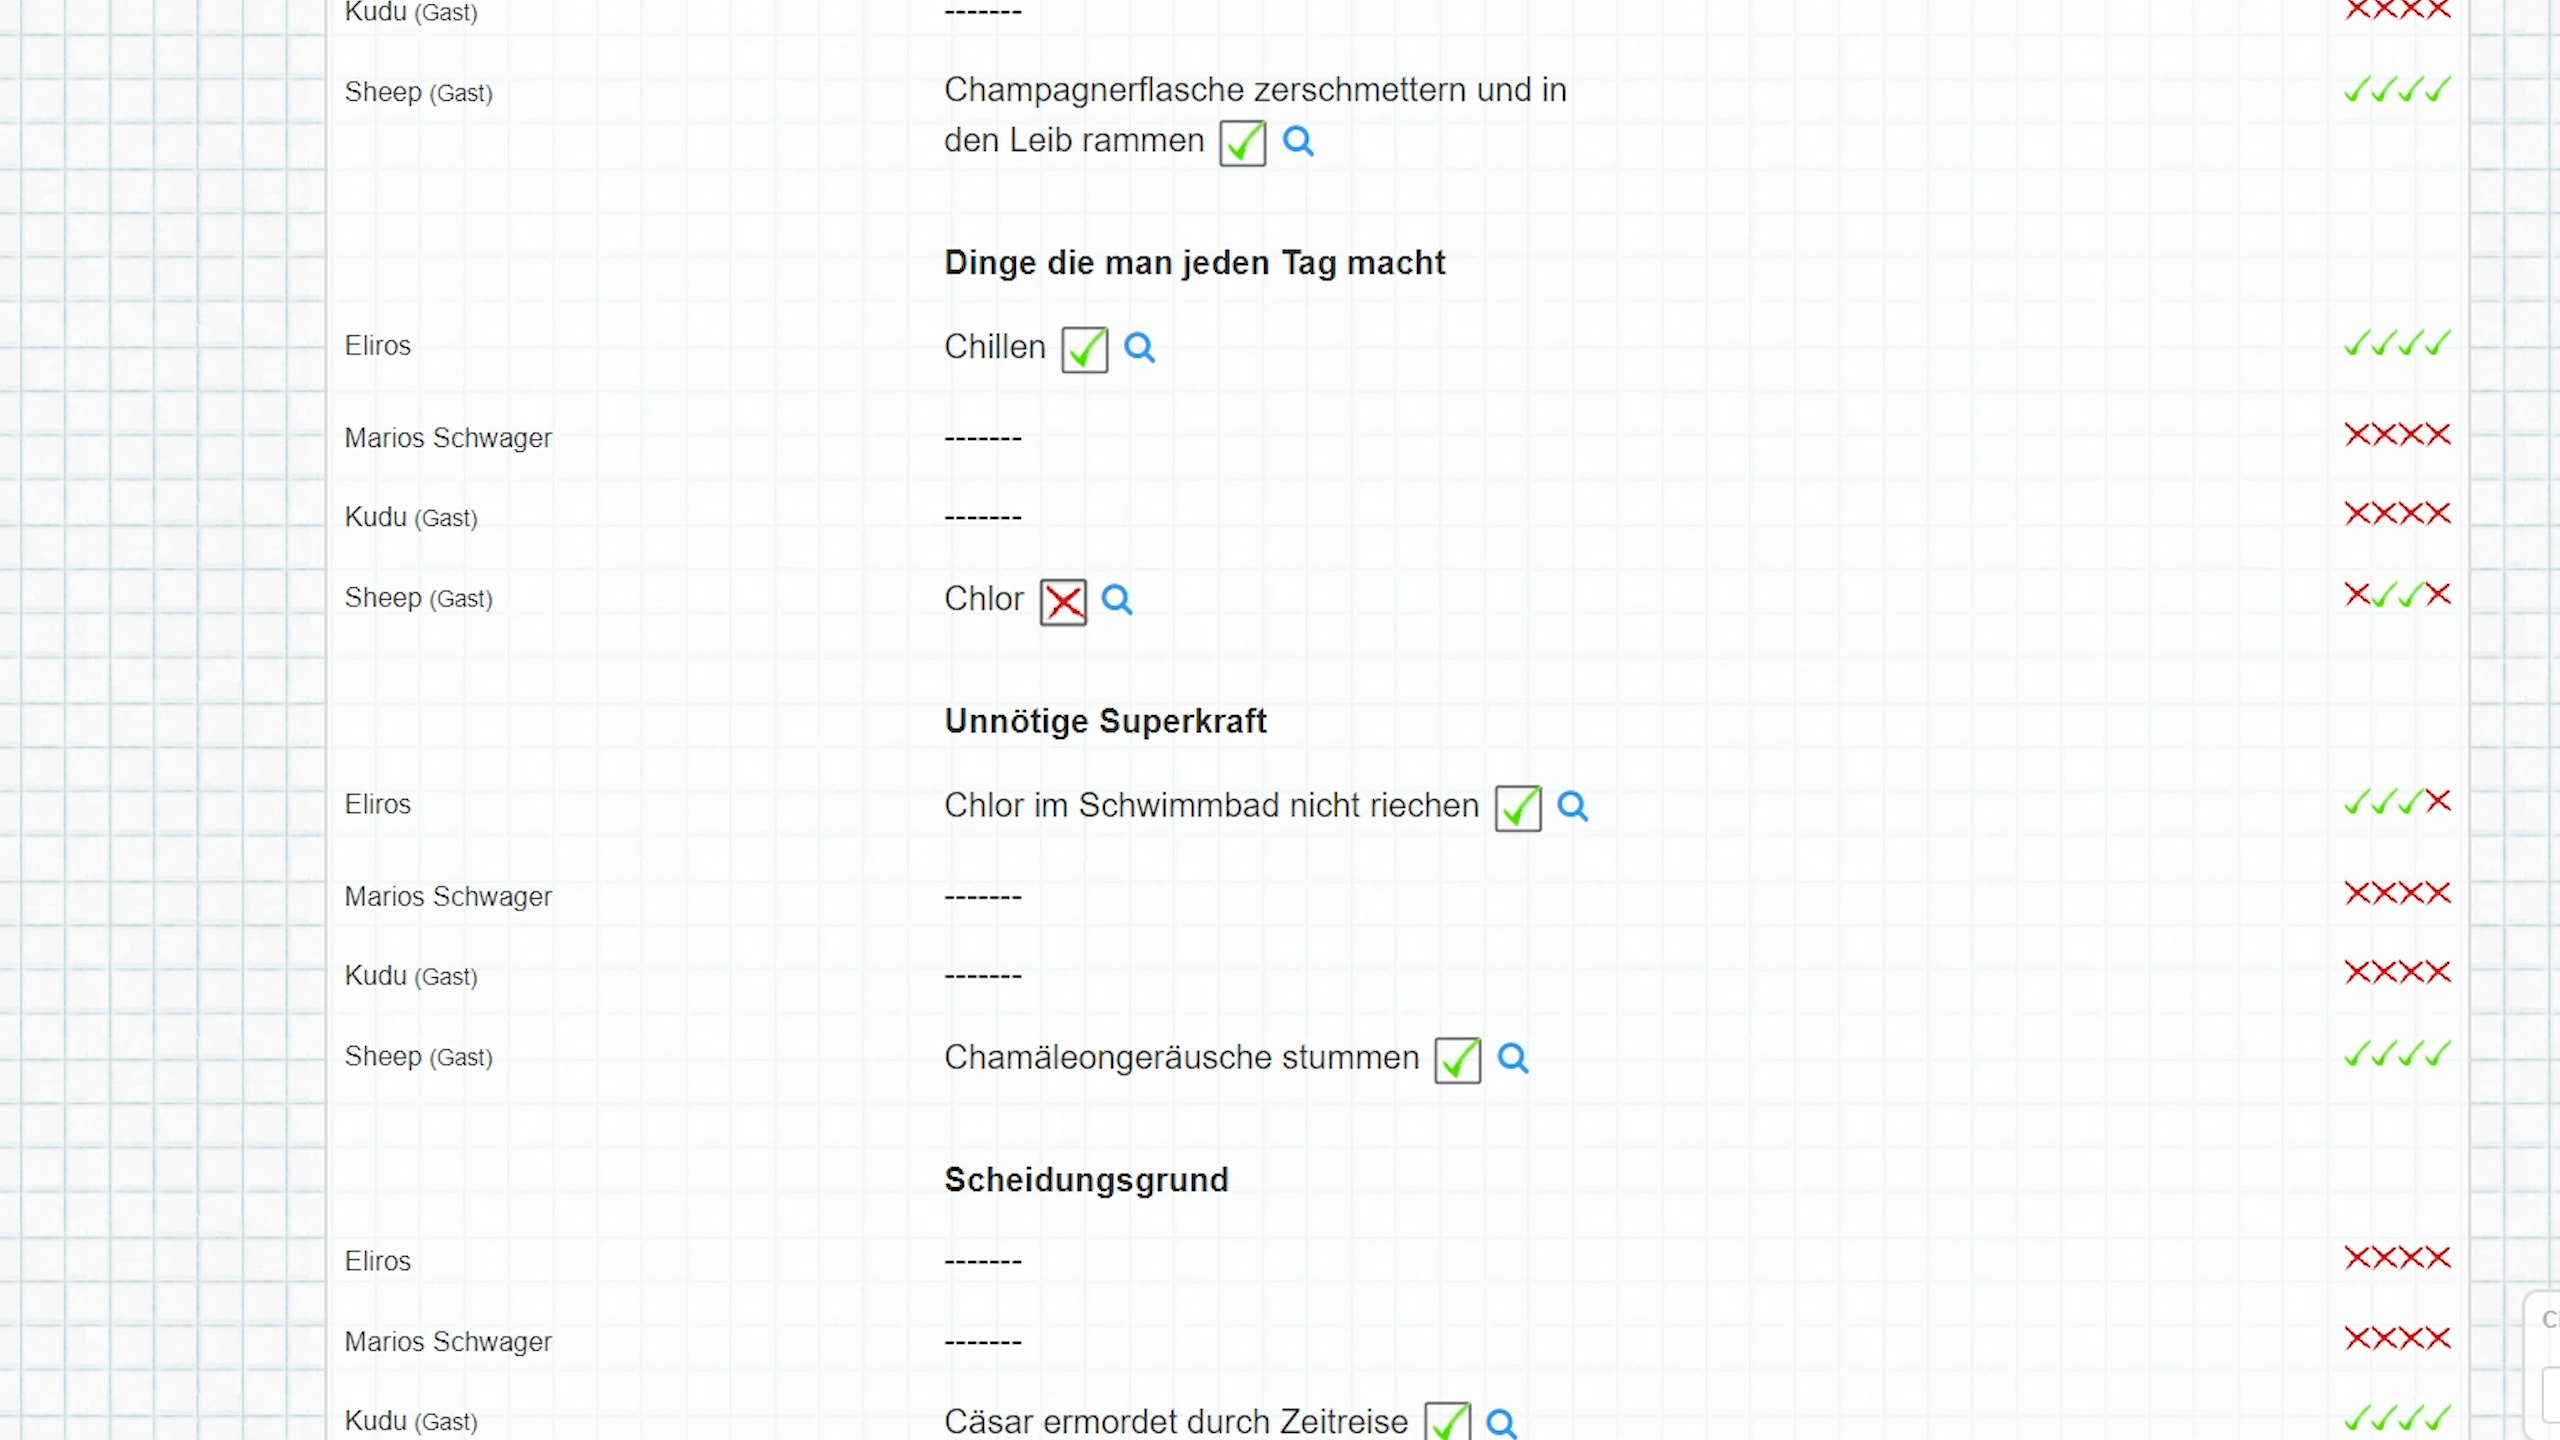 Kudu (Gast) -------
Sheep (Gast) Champagnerflasche zerschmettern und in
den Leib rammen
Dinge die man jeden Tag macht
Eliros Chillen
Marios Schwager -------
Kudu (Gast) -------
Sheep (Gast) Chlor
Unnötige Superkraft
Eliros Chlor im Schwimmbad nicht riechen
Marios Schwager -------
Kudu (Gast) -------
Sheep (Gast) Chamäleongeräusche stummen
Scheidungsgrund
Eliros -------
Marios Schwager -------
Kudu (Gast) Cäsar ermordet durch Zeitreise